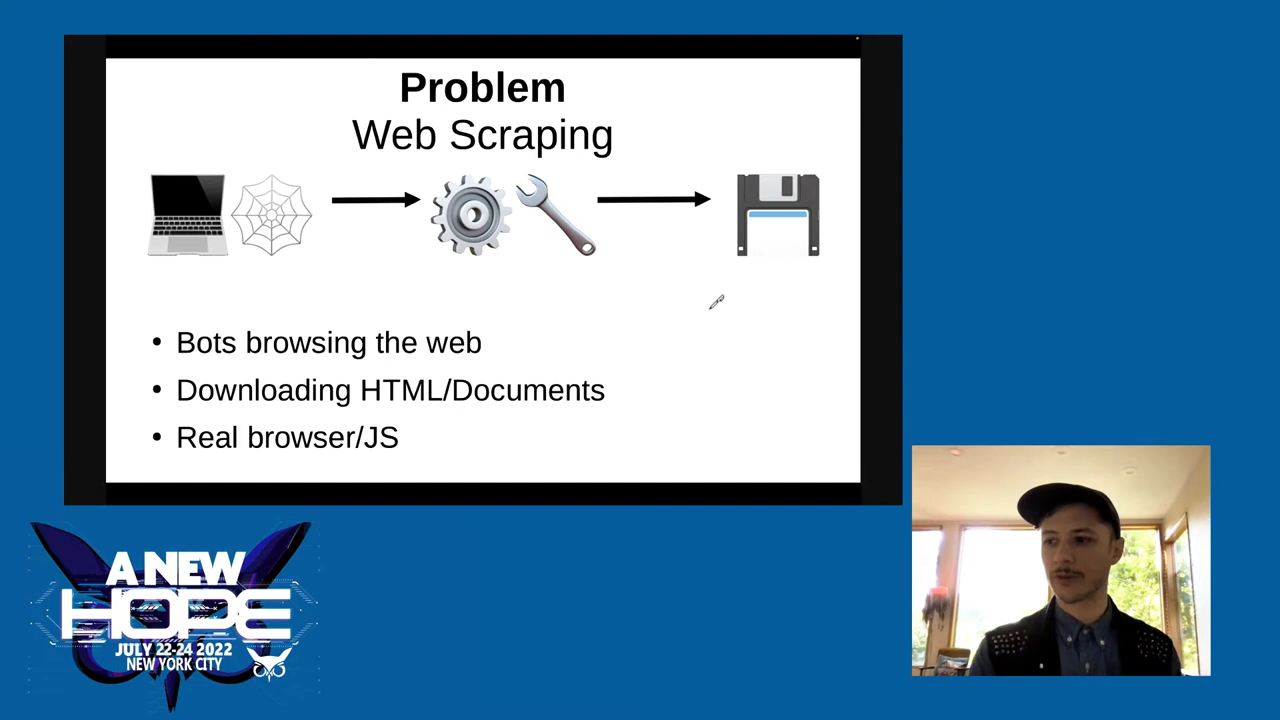 Problem
Web Scraping
• Bots browsing the web
• Downloading HTML/Documents
• Real browser/JS
A NEW
HOPE
JULY 22-24 2022
NEW YORK CITY